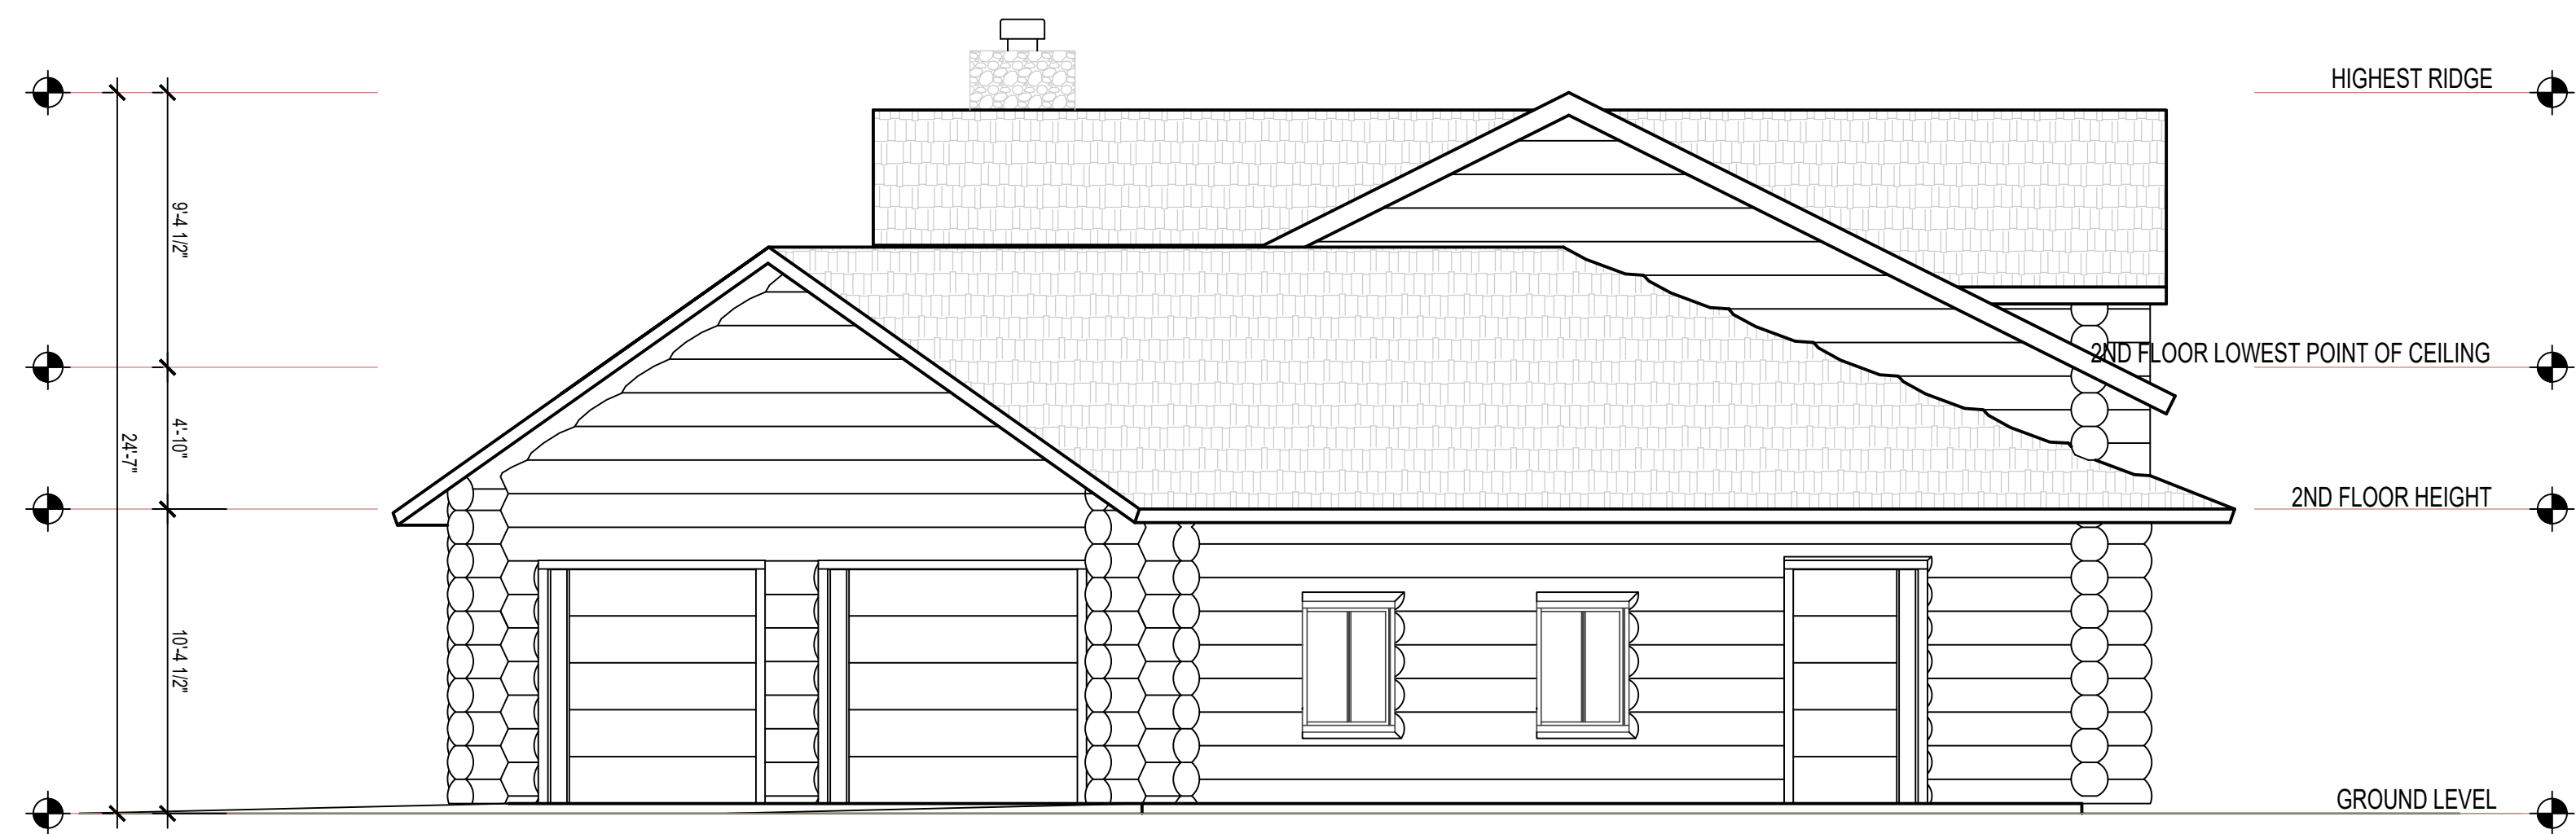 HIGHEST RIDGE
9'-4 1/2"
2ND FLOOR LOWEST POINT OF CEILING
4'-10"
24'-7"
2ND FLOOR HEIGHT
10'-4 1/2"
GROUND LEVEL